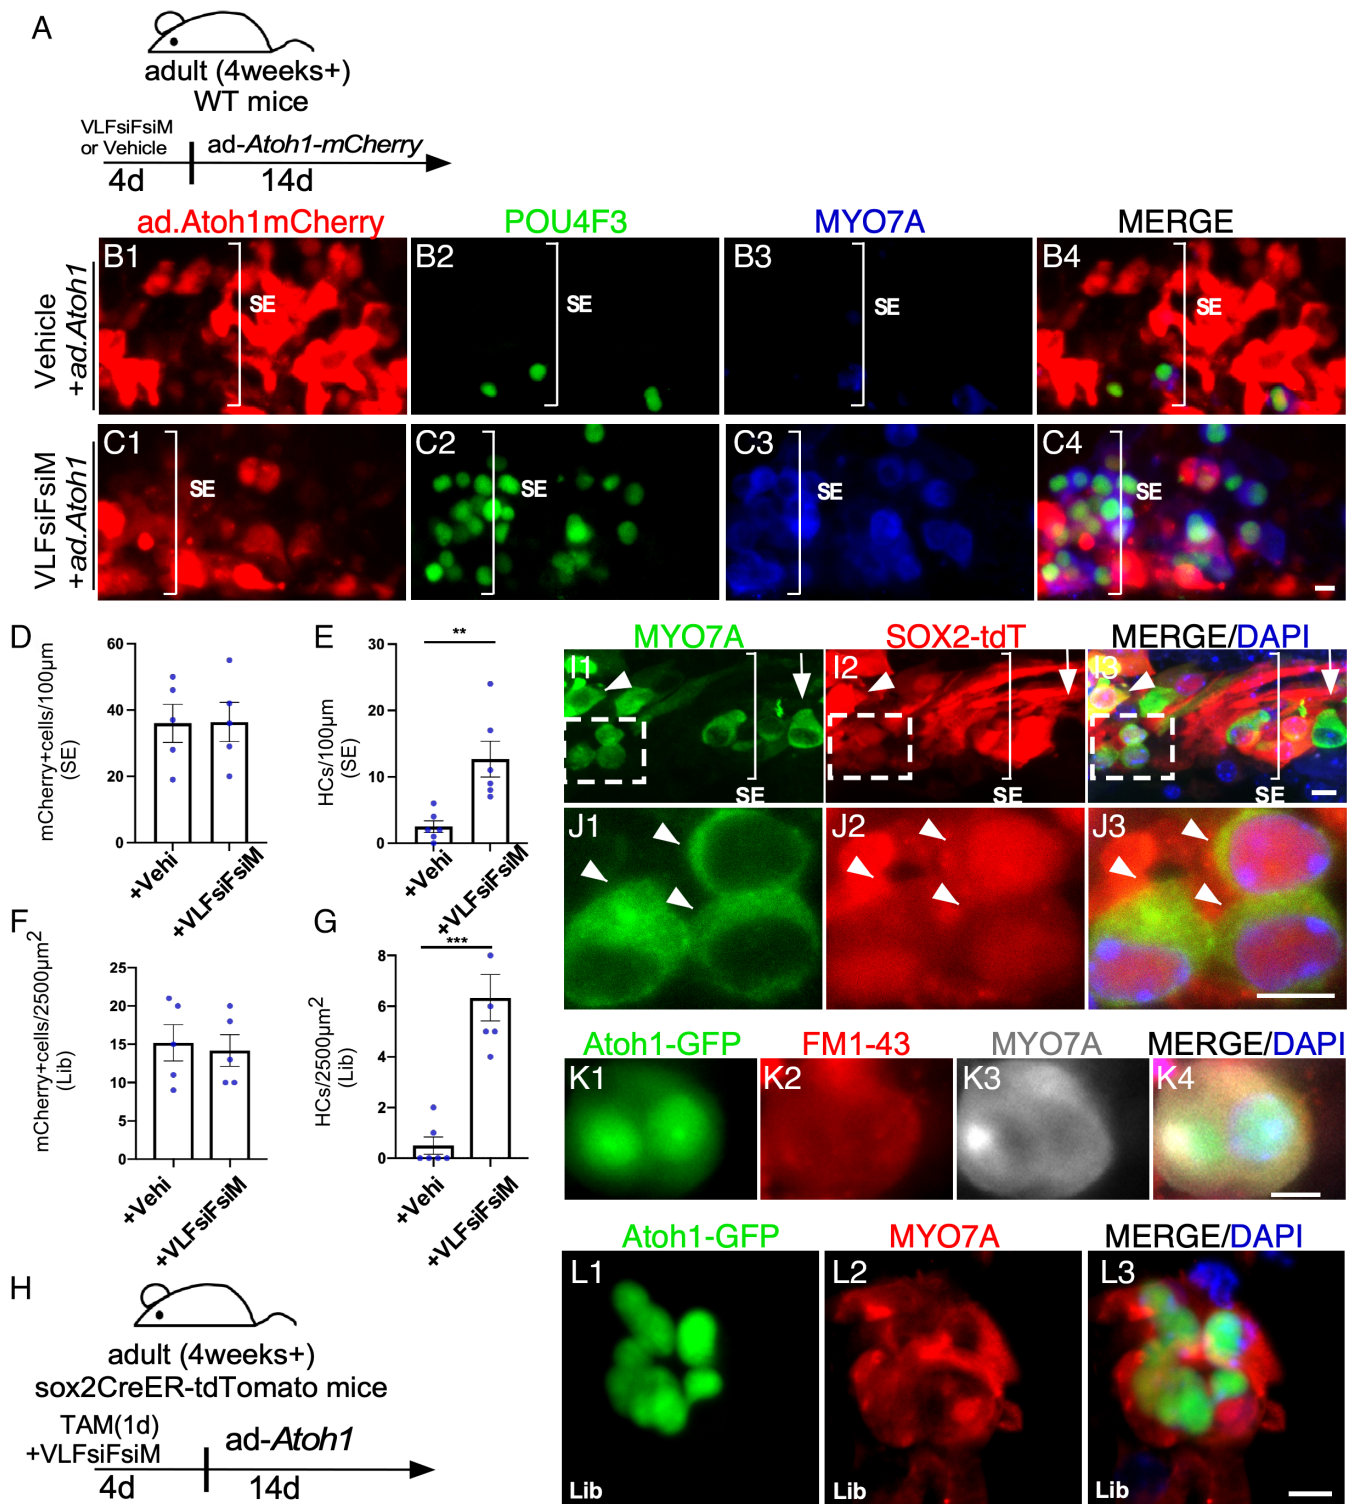 A
adult (4weeks+)
WT mice
VLFsiFsiM
or Vehicle
ad-Atoh1-mCherry
4d
14d
ad.Atoh1mCherry
POU4F3
MYO7A
MERGE
Vehicle
+ad.Atoh1
B1
SE
B2
SE
B3
SE
B4
SE
VLFsiFsiM
+ad.Atoh1
C1
SE
C2
SE
C3
SE
C4
SE
D
mCherry+cells/100µm
(SE)
60
40
20
0
+Vehi
+VLFsiFsiM
E
HCs/100µm
(SE)
**
30
20
10
0
+Vehi
+VLFsiFsiM
F
mCherry+cells/2500µm2
(Lib)
25
20
15
10
5
0
+Vehi
+VLFsiFsiM
G
HCs/2500µm2
(Lib)
***
8
6
4
2
0
+Vehi
+VLFsiFsiM
H
adult (4weeks+)
sox2CreER-tdTomato mice
TAM(1d)
+VLFsiFsiM
ad-Atoh1
4d
14d
MYO7A
SOX2-tdT
MERGE/DAPI
I1
SE
I2
SE
I3
SE
J1
J2
J3
Atoh1-GFP
FM1-43
MYO7A
MERGE/DAPI
K1
K2
K3
K4
Atoh1-GFP
MYO7A
MERGE/DAPI
L1
Lib
L2
Lib
L3
Lib